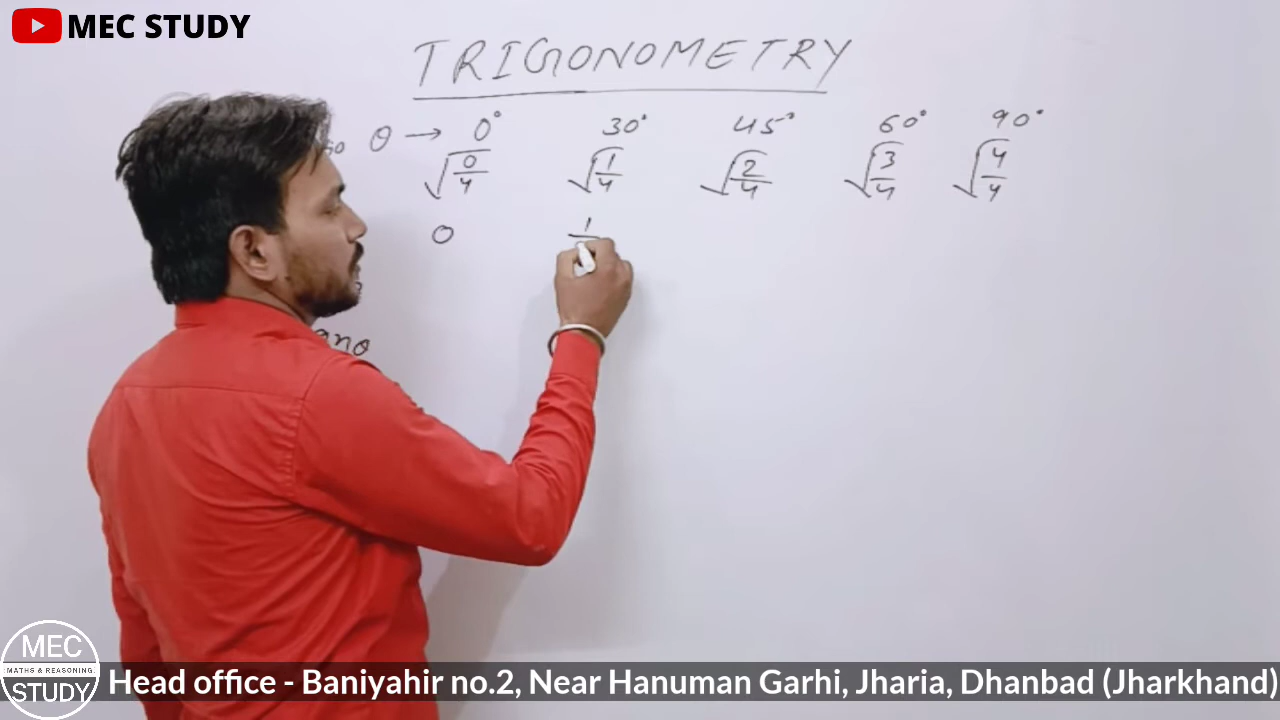 MEC STUDY
TRIGONOMETRY
θ → 0° 30° 45° 60° 90°
√0/4 √1/4 √2/4 √3/4 √4/4
0 1
MEC
MATHS & REASONING
STUDY
Head office - Baniyahir no.2, Near Hanuman Garhi, Jharia, Dhanbad (Jharkhand)